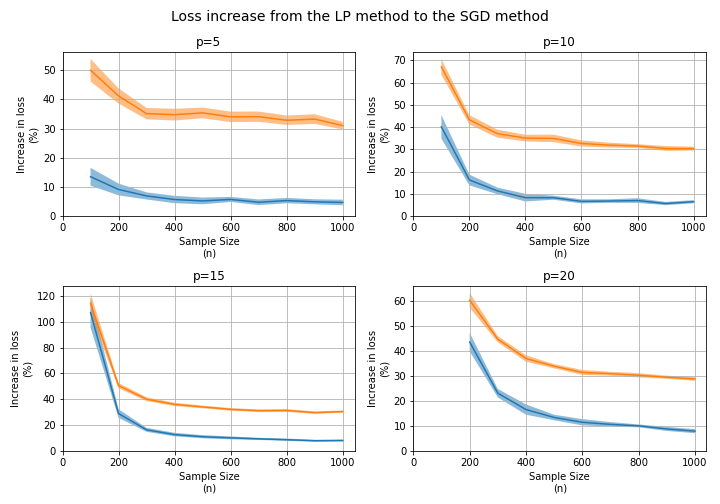 Loss increase from the LP method to the SGD method
p=5
50
40
30
20
10
0
Increase in loss
(%)
0 200 400 600 800 1000
Sample Size
(n)
p=10
70
60
50
40
30
20
10
0
Increase in loss
(%)
0 200 400 600 800 1000
Sample Size
(n)
p=15
120
100
80
60
40
20
0
Increase in loss
(%)
0 200 400 600 800 1000
Sample Size
(n)
p=20
60
50
40
30
20
10
0
Increase in loss
(%)
0 200 400 600 800 1000
Sample Size
(n)